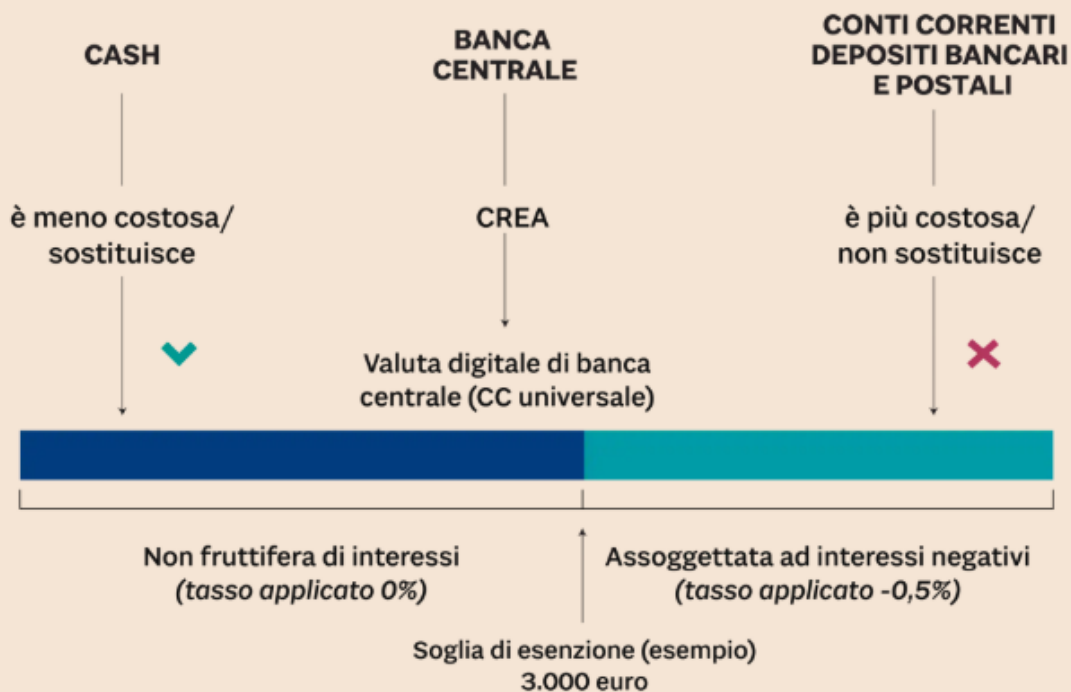 CASH
BANCA
CENTRALE
CONTI CORRENTI
DEPOSITI BANCARI
E POSTALI
è meno costosa/
sostituisce
CREA
è più costosa/
non sostituisce
Valuta digitale di banca
centrale (CC universale)
Non fruttifera di interessi
(tasso applicato 0%)
Assoggettata ad interessi negativi
(tasso applicato -0,5%)
Soglia di esenzione (esempio)
3.000 euro